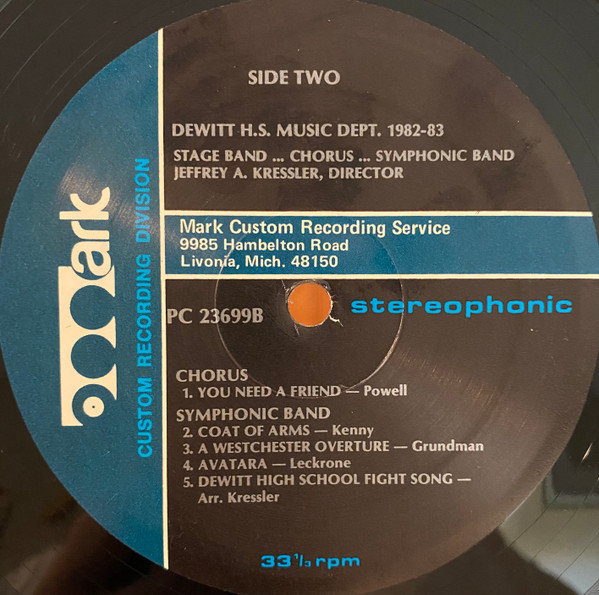 SIDE TWO
DEWITT H.S. MUSIC DEPT. 1982-83
STAGE BAND ... CHORUS ... SYMPHONIC BAND
JEFFREY A. KRESSLER, DIRECTOR
Mark
CUSTOM RECORDING DIVISION
Mark Custom Recording Service
9985 Hambelton Road
Livonia, Mich. 48150
PC 23699B
stereophonic
CHORUS
1. YOU NEED A FRIEND — Powell
SYMPHONIC BAND
2. COAT OF ARMS — Kenny
3. A WESTCHESTER OVERTURE — Grundman
4. AVATARA — Leckrone
5. DEWITT HIGH SCHOOL FIGHT SONG —
Arr. Kressler
33 1/3 rpm